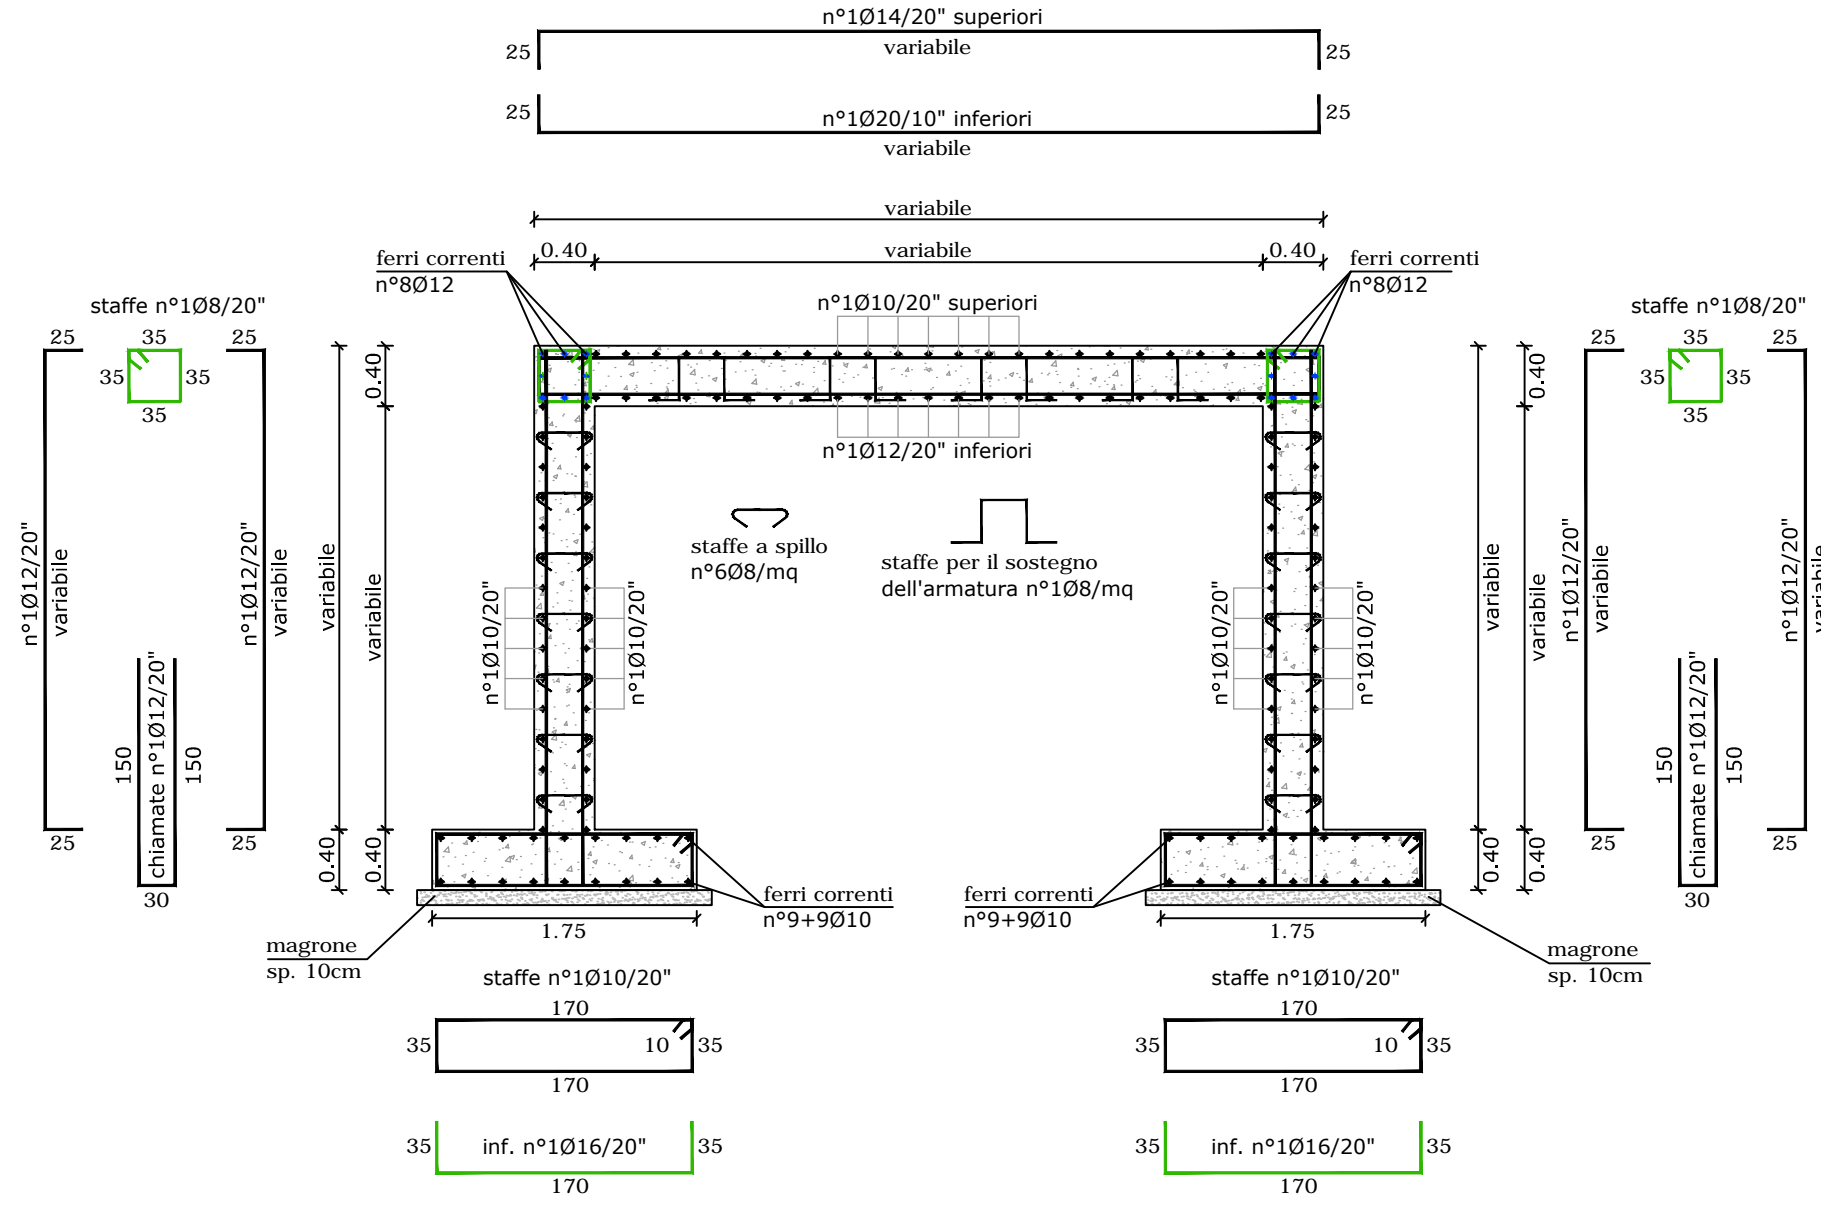 n°1Ø14/20" superiori
25
variabile
25
25
n°1Ø20/10" inferiori
25
variabile
variabile
0.40
variabile
0.40
ferri correnti
n°8Ø12
ferri correnti
n°8Ø12
staffe n°1Ø8/20"
25
35
25
35
35
35
n°1Ø12/20"
variabile
n°1Ø12/20"
variabile
25
25
150
chiamate n°1Ø12/20"
150
30
variabile
0.40
variabile
0.40
0.40
n°1Ø10/20" superiori
n°1Ø12/20" inferiori
staffe a spillo
n°6Ø8/mq
staffe per il sostegno
dell'armatura n°1Ø8/mq
n°1Ø10/20"
n°1Ø10/20"
n°1Ø10/20"
n°1Ø10/20"
variabile
0.40
variabile
0.40
0.40
staffe n°1Ø8/20"
25
35
25
35
35
35
n°1Ø12/20"
variabile
n°1Ø12/20"
variabile
25
25
150
chiamate n°1Ø12/20"
150
30
ferri correnti
n°9+9Ø10
ferri correnti
n°9+9Ø10
1.75
1.75
magrone
sp. 10cm
magrone
sp. 10cm
staffe n°1Ø10/20"
170
35
10
35
170
staffe n°1Ø10/20"
170
35
10
35
170
35
inf. n°1Ø16/20"
35
170
35
inf. n°1Ø16/20"
35
170